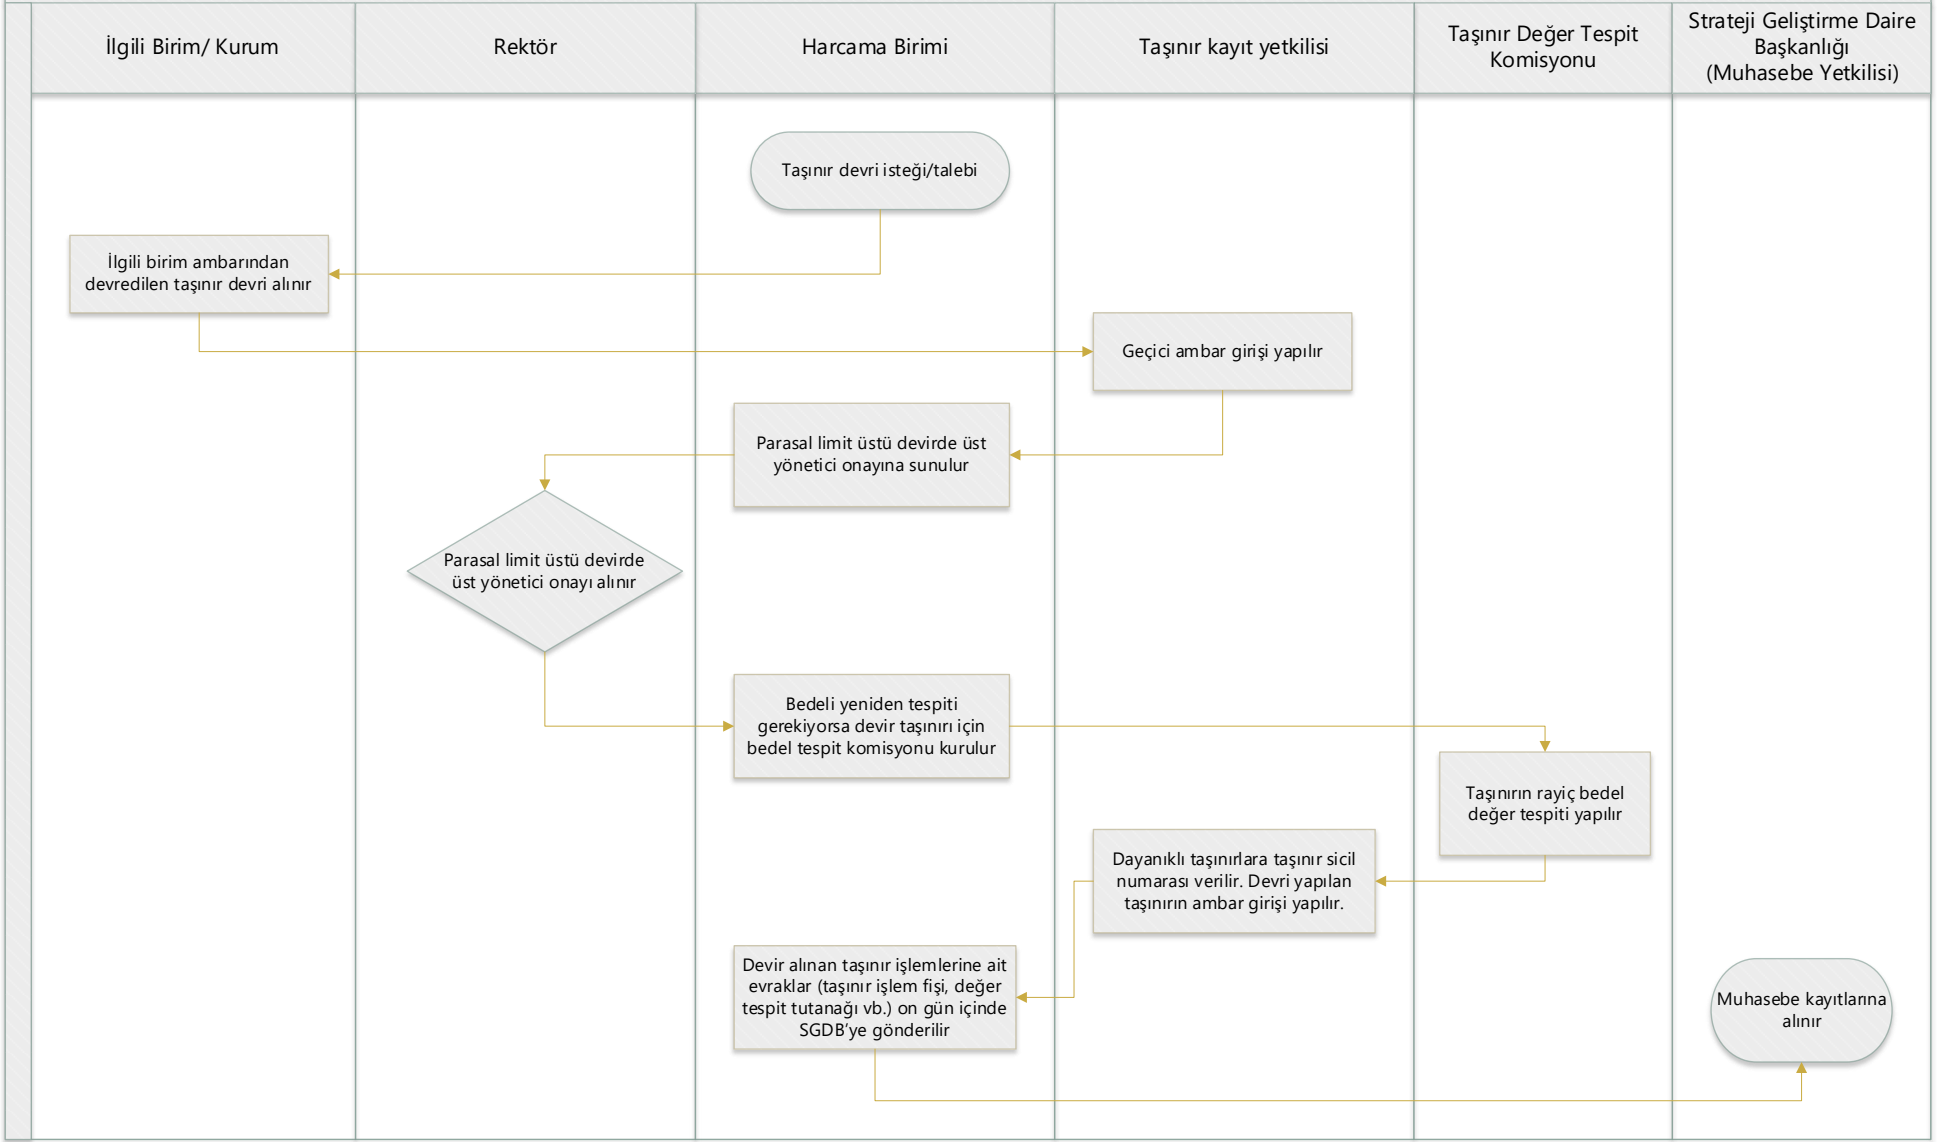 İlgili Birim/ Kurum
Rektör
Harcama Birimi
Taşınır kayıt yetkilisi
Taşınır Değer Tespit
Komisyonu
Strateji Geliştirme Daire
Başkanlığı
(Muhasebe Yetkilisi)
Taşınır devri isteği/talebi
İlgili birim ambarından
devredilen taşınır devri alınır
Geçici ambar girişi yapılır
Parasal limit üstü devirde üst
yönetici onayına sunulur
Parasal limit üstü devirde
üst yönetici onayı alınır
Bedeli yeniden tespiti
gerekiyorsa devir taşınırı için
bedel tespit komisyonu kurulur
Taşınırın rayiç bedel
değer tespiti yapılır
Dayanıklı taşınırlara taşınır sicil
numarası verilir. Devri yapılan
taşınırın ambar girişi yapılır.
Devir alınan taşınır işlemlerine ait
evraklar (taşınır işlem fişi, değer
tespit tutanağı vb.) on gün içinde
SGDB’ye gönderilir
Muhasebe kayıtlarına
alınır